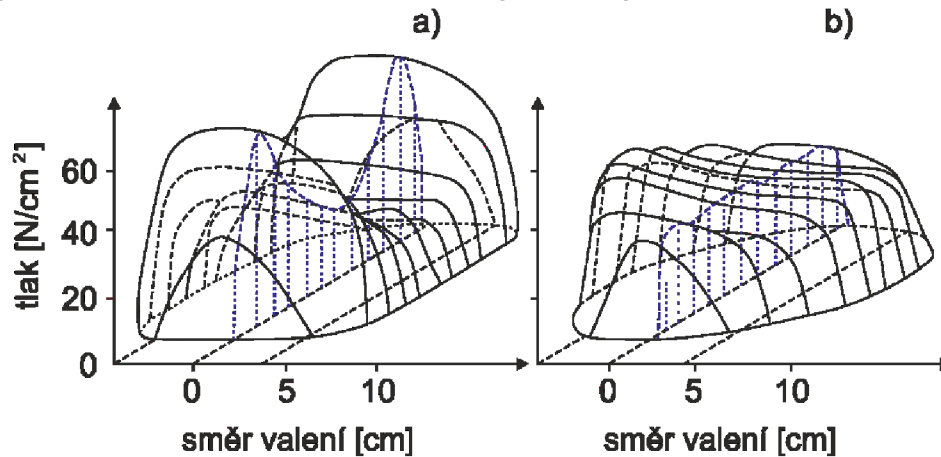 a)
b)
tlak [N/cm²]
60
40
20
0
0 5 10
0 5 10
směr valení [cm]
směr valení [cm]